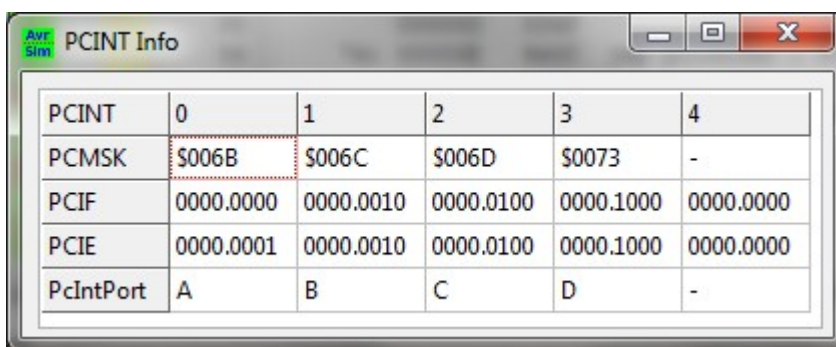 Avr
Sim
PCINT Info
PCINT 0 1 2 3 4
PCMSK $006B $006C $006D $0073 -
PCIF 0000.0000 0000.0010 0000.0100 0000.1000 0000.0000
PCIE 0000.0001 0000.0010 0000.0100 0000.1000 0000.0000
PcIntPort A B C D -